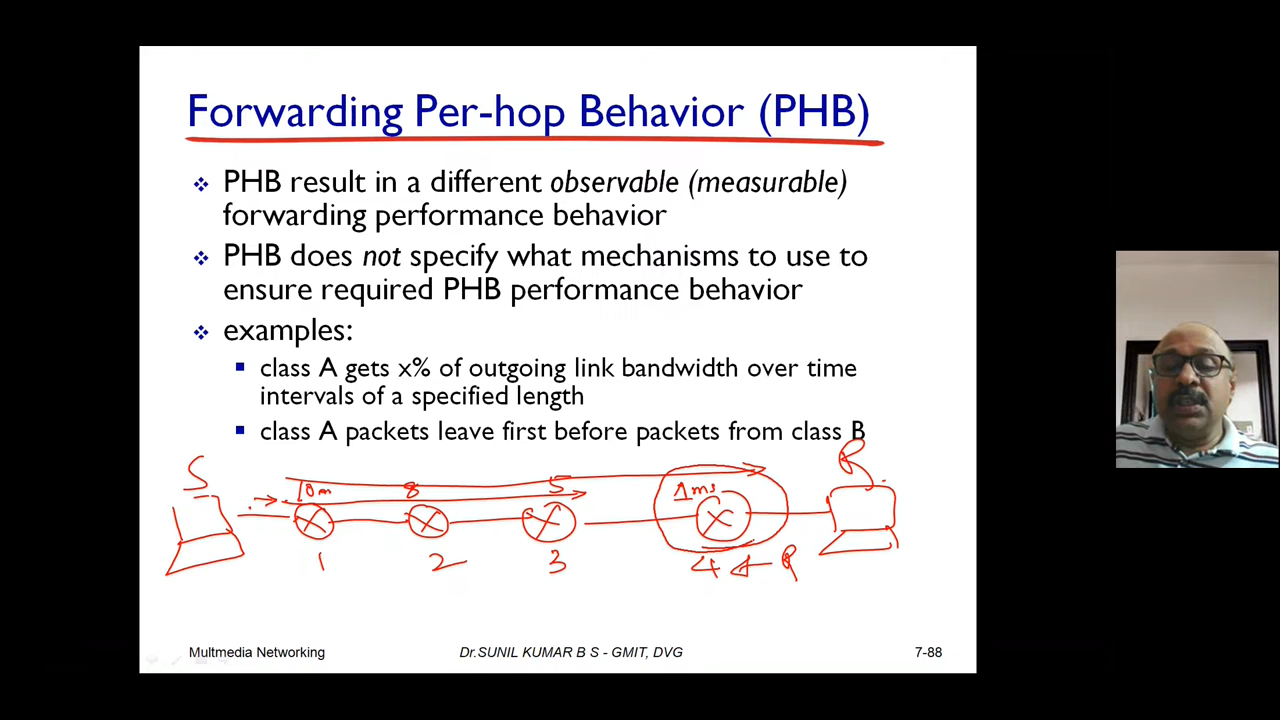 Forwarding Per-hop Behavior (PHB)
❖ PHB result in a different observable (measurable)
forwarding performance behavior
❖ PHB does not specify what mechanisms to use to
ensure required PHB performance behavior
❖ examples:
▪ class A gets x% of outgoing link bandwidth over time
intervals of a specified length
▪ class A packets leave first before packets from class B
S R
10m 8 5 1ms
1 2 3 4 R
Multmedia Networking Dr.SUNIL KUMAR B S - GMIT, DVG 7-88